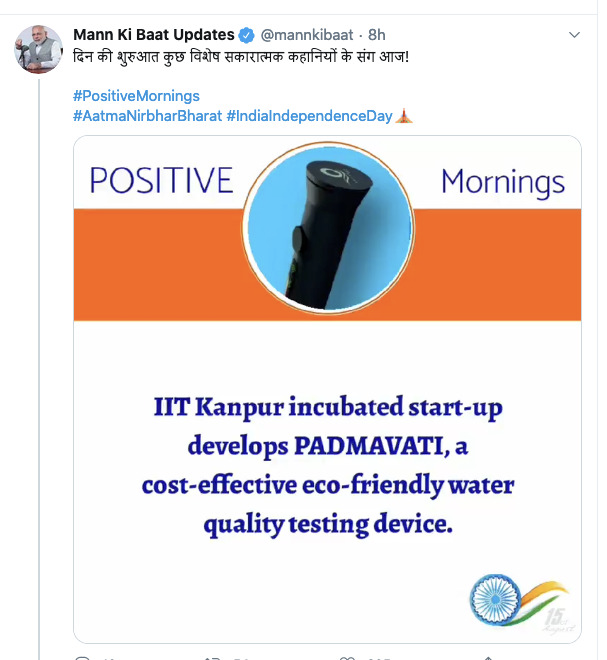 Mann Ki Baat Updates @mannkibaat · 8h
दिन की शुरुआत कुछ विशेष सकारात्मक कहानियों के संग आज!
#PositiveMornings
#AatmaNirbharBharat #IndiaIndependenceDay
POSITIVE Mornings
IIT Kanpur incubated start-up
develops PADMAVATI, a
cost-effective eco-friendly water
quality testing device.
15
August